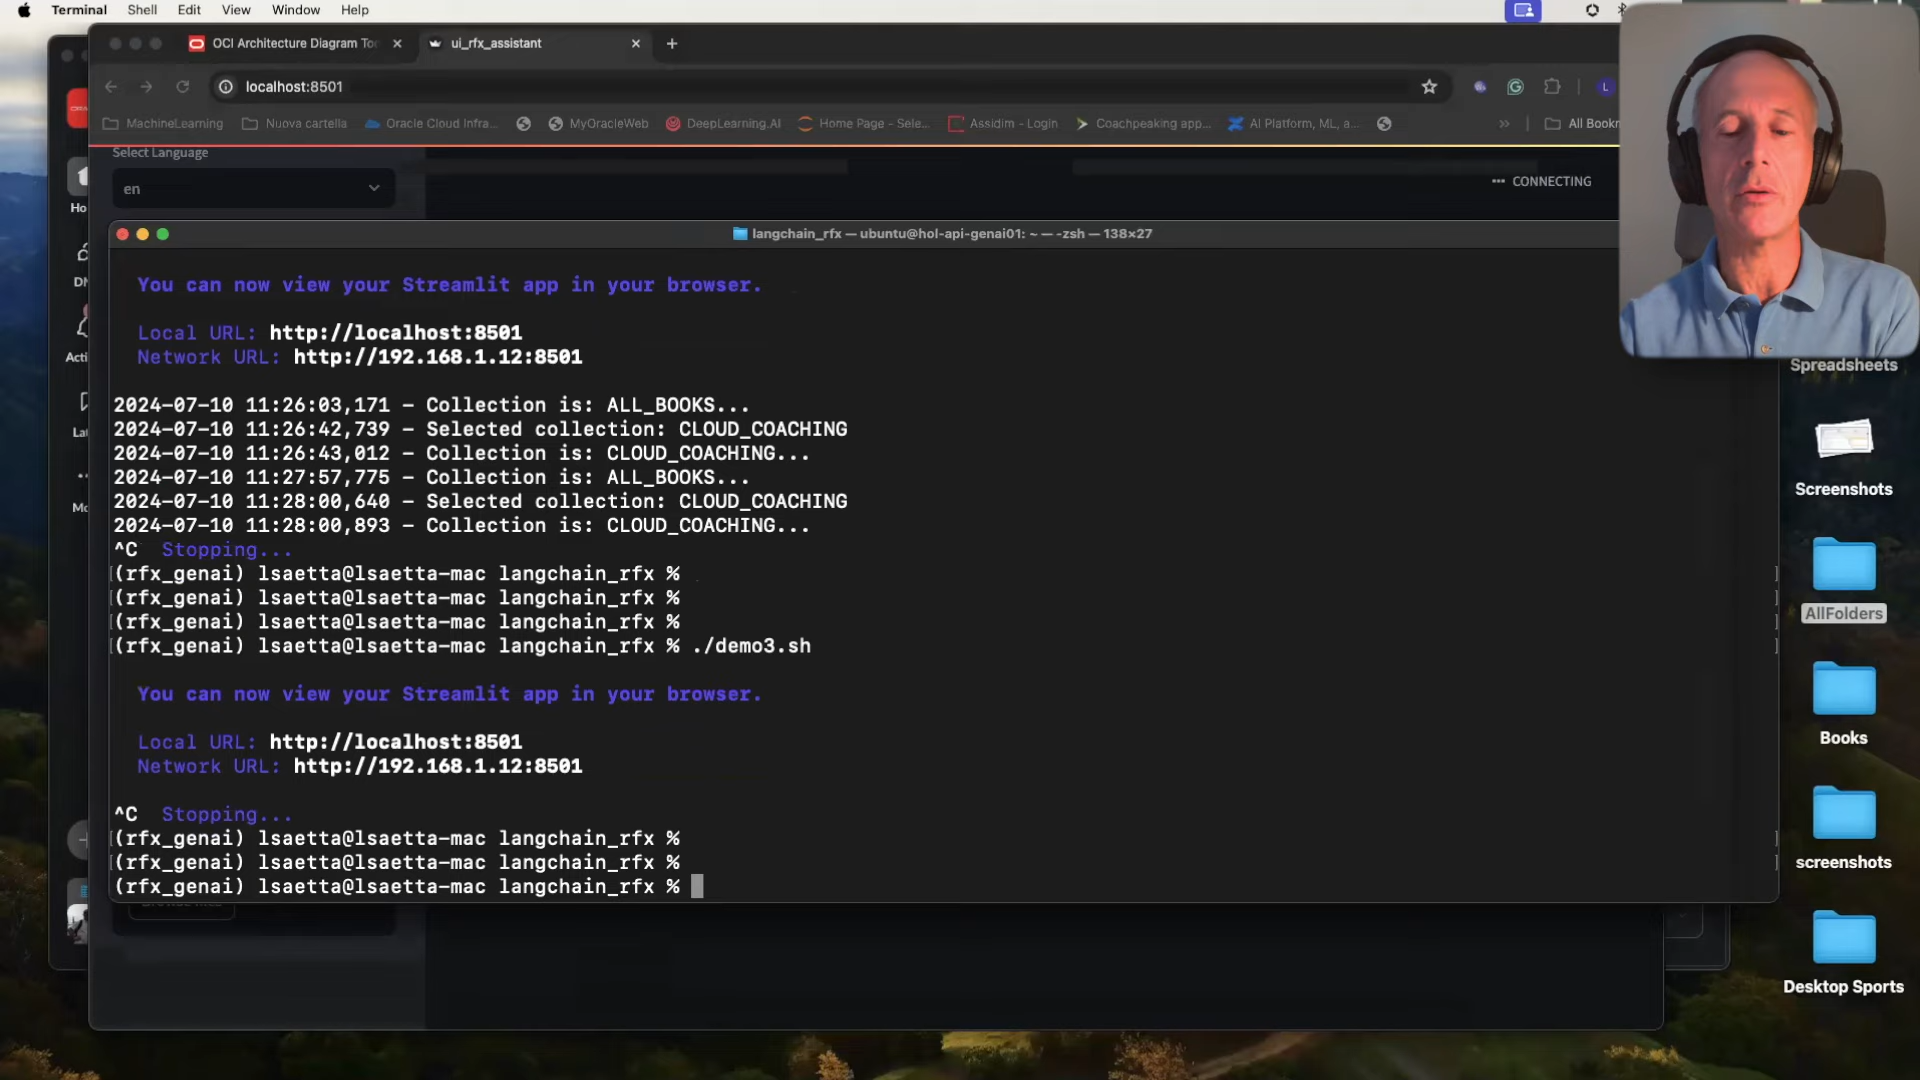 Terminal Shell Edit View Window Help
OCI Architecture Diagram Too
ui_rfx_assistant
localhost:8501
MachineLearning
Nuova cartella
Oracle Cloud Infra...
MyOracleWeb
DeepLearning.AI
Home Page - Sele...
Assidim - Login
Coachpeaking app...
AI Platform, ML, a...
All Bookn
Select Language
en
CONNECTING
langchain_rfx — ubuntu@hol-api-genai01: ~ — -zsh — 138×27
You can now view your Streamlit app in your browser.
Local URL: http://localhost:8501
Network URL: http://192.168.1.12:8501
2024-07-10 11:26:03,171 - Collection is: ALL_BOOKS...
2024-07-10 11:26:42,739 - Selected collection: CLOUD_COACHING
2024-07-10 11:26:43,012 - Collection is: CLOUD_COACHING...
2024-07-10 11:27:57,775 - Collection is: ALL_BOOKS...
2024-07-10 11:28:00,640 - Selected collection: CLOUD_COACHING
2024-07-10 11:28:00,893 - Collection is: CLOUD_COACHING...
^C Stopping...
[(rfx_genai) lsaetta@lsaetta-mac langchain_rfx % ]
[(rfx_genai) lsaetta@lsaetta-mac langchain_rfx % ]
[(rfx_genai) lsaetta@lsaetta-mac langchain_rfx % ]
[(rfx_genai) lsaetta@lsaetta-mac langchain_rfx % ./demo3.sh ]
You can now view your Streamlit app in your browser.
Local URL: http://localhost:8501
Network URL: http://192.168.1.12:8501
^C Stopping...
[(rfx_genai) lsaetta@lsaetta-mac langchain_rfx % ]
[(rfx_genai) lsaetta@lsaetta-mac langchain_rfx % ]
(rfx_genai) lsaetta@lsaetta-mac langchain_rfx %
Ho
DM
Acti
Lat
Mo
Spreadsheets
Screenshots
AllFolders
Books
screenshots
Desktop Sports